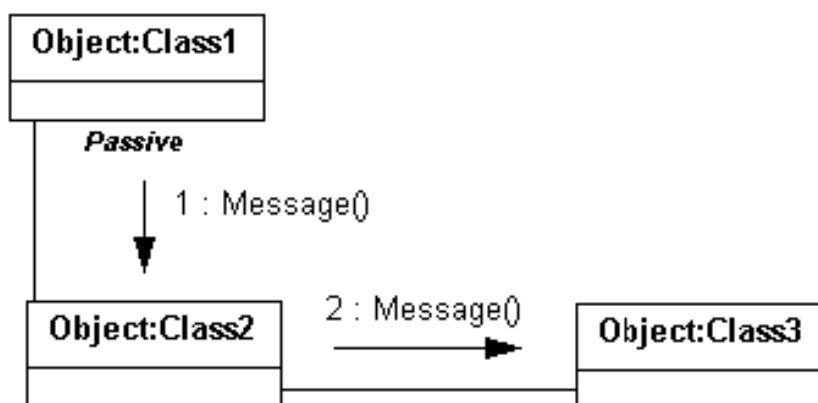 Object:Class1
Passive
1 : Message()
Object:Class2
2 : Message()
Object:Class3